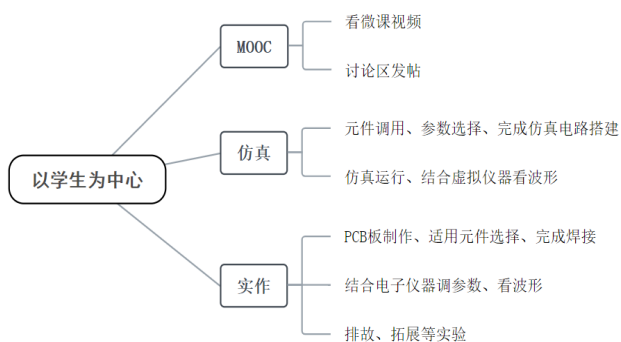 以学生为中心
MOOC
看微课视频
讨论区发帖
仿真
元件调用、参数选择、完成仿真电路搭建
仿真运行、结合虚拟仪器看波形
实作
PCB板制作、适用元件选择、完成焊接
结合电子仪器调参数、看波形
排故、拓展等实验